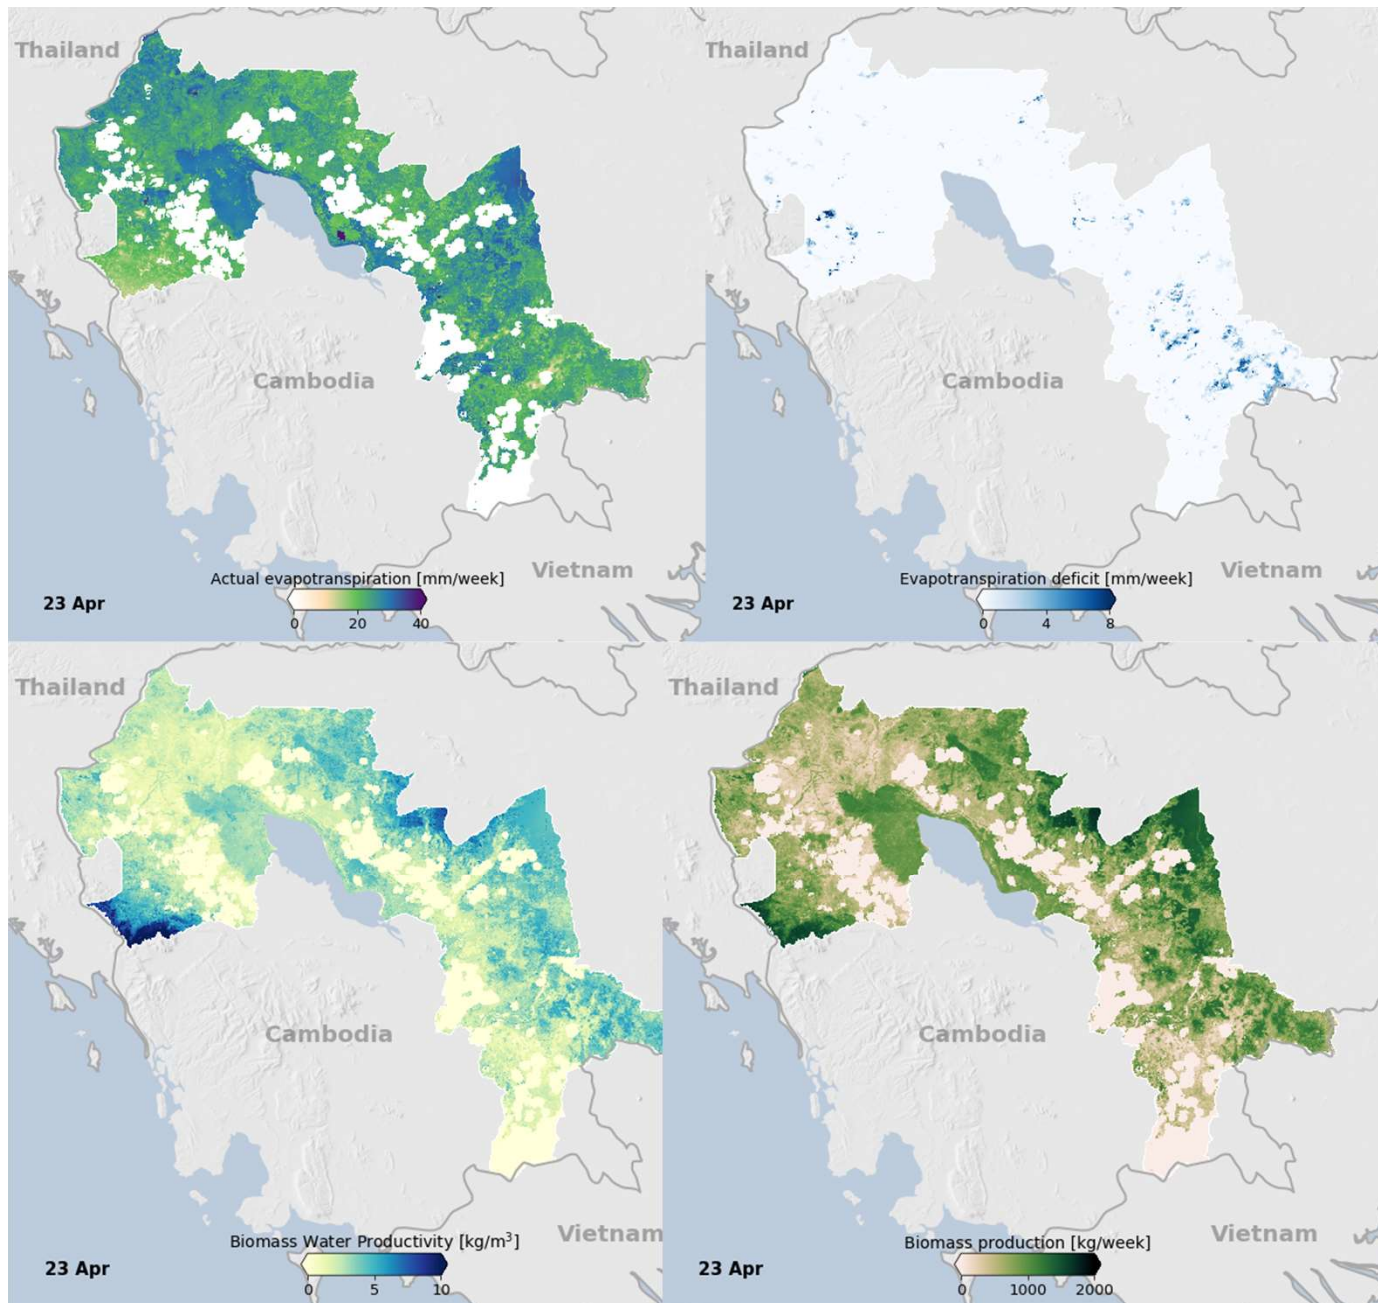 Thailand
Cambodia
Vietnam
Actual evapotranspiration [mm/week]
23 Apr
0 20 40
Thailand
Cambodia
Vietnam
Evapotranspiration deficit [mm/week]
23 Apr
0 4 8
Thailand
Cambodia
Vietnam
Biomass Water Productivity [kg/m³]
23 Apr
0 5 10
Thailand
Cambodia
Vietnam
Biomass production [kg/week]
23 Apr
0 1000 2000